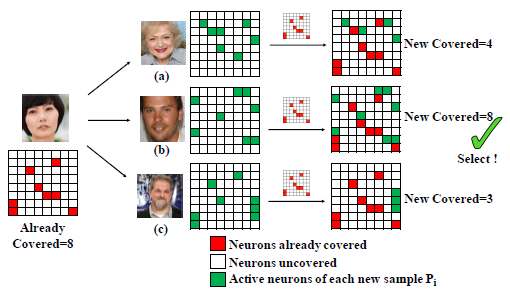 New Covered=4
(a)
New Covered=8
(b)
Select !
Already
Covered=8
New Covered=3
(c)
Neurons already covered
Neurons uncovered
Active neurons of each new sample Pi